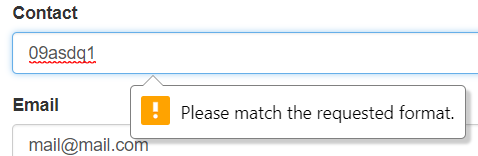 Contact
09asdq1
Please match the requested format.
Email
mail@mail.com